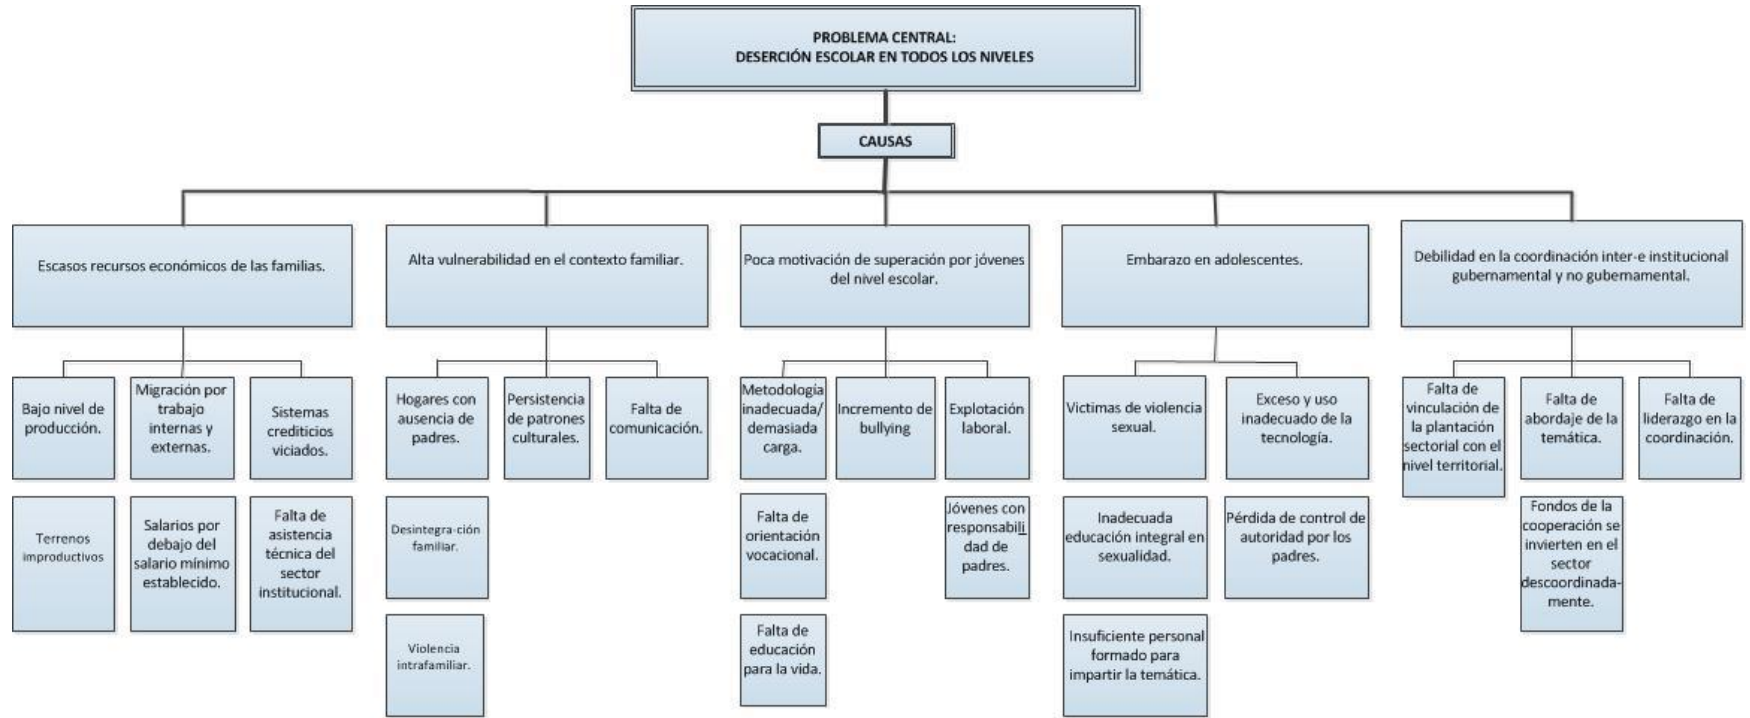 PROBLEMA CENTRAL:
DESERCIÓN ESCOLAR EN TODOS LOS NIVELES
CAUSAS
Escasos recursos económicos de las familias.
Alta vulnerabilidad en el contexto familiar.
Poca motivación de superación por jóvenes
del nivel escolar.
Embarazo en adolescentes.
Debilidad en la coordinación inter-e institucional
gubernamental y no gubernamental.
Bajo nivel de
producción.
Migración por
trabajo
internas y
externas.
Sistemas
crediticios
viciados.
Hogares con
ausencia de
padres.
Persistencia
de patrones
culturales.
Falta de
comunicación.
Metodología
inadecuada/
demasiada
carga.
Incremento de
bullying
Explotación
laboral.
Victimas de violencia
sexual.
Exceso y uso
inadecuado de la
tecnología.
Falta de
vinculación de
la plantación
sectorial con el
nivel territorial.
Falta de
abordaje de la
temática.
Falta de
liderazgo en la
coordinación.
Terrenos
improductivos
Salarios por
debajo del
salario mínimo
establecido.
Falta de
asistencia
técnica del
sector
institucional.
Desintegra-ción
familiar.
Falta de
orientación
vocacional.
Jóvenes con
responsabili
dad de
padres.
Inadecuada
educación integral en
sexualidad.
Pérdida de control de
autoridad por los
padres.
Fondos de la
cooperación se
invierten en el
sector
descoordinada-
mente.
Violencia
intrafamiliar.
Falta de
educación
para la vida.
Insuficiente personal
formado para
impartir la temática.